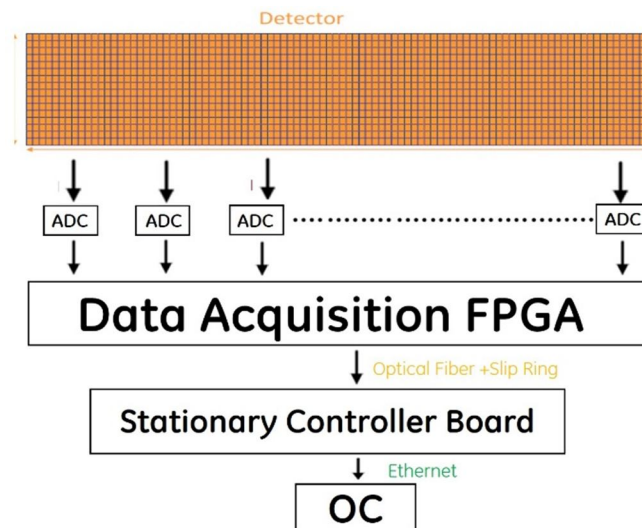 Detector
ADC ADC ADC ADC
Data Acquisition FPGA
Optical Fiber +Slip Ring
Stationary Controller Board
Ethernet
OC